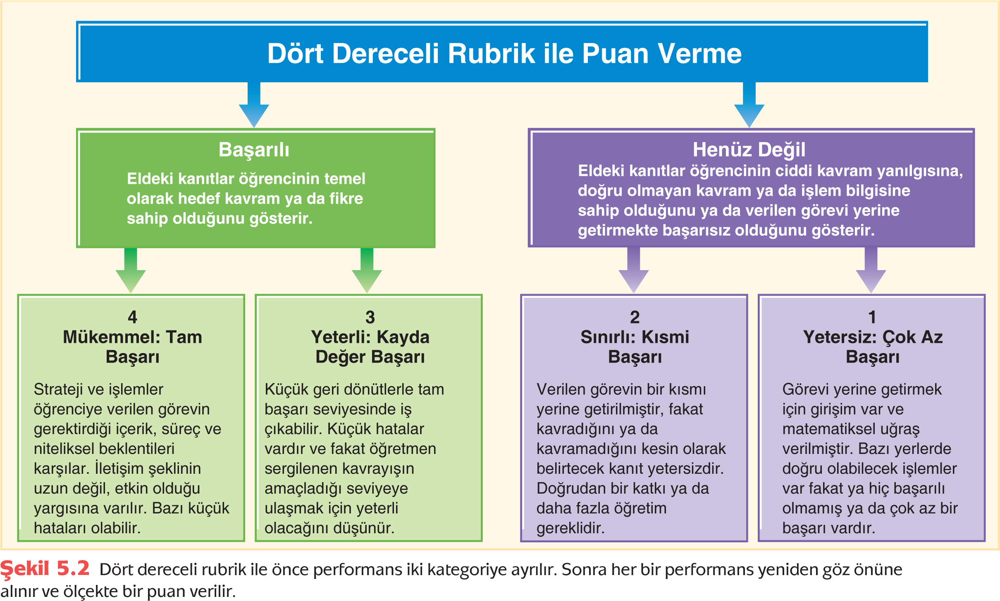 Dört Dereceli Rubrik ile Puan Verme
Başarılı
Eldeki kanıtlar öğrencinin temel
olarak hedef kavram ya da fikre
sahip olduğunu gösterir.
Henüz Değil
Eldeki kanıtlar öğrencinin ciddi kavram yanılgısına,
doğru olmayan kavram ya da işlem bilgisine
sahip olduğunu ya da verilen görevi yerine
getirmekte başarısız olduğunu gösterir.
4
Mükemmel: Tam
Başarı
Strateji ve işlemler
öğrenciye verilen görevin
gerektirdiği içerik, süreç ve
niteliksel beklentileri
karşılar. İletişim şeklinin
uzun değil, etkin olduğu
yargısına varılır. Bazı küçük
hataları olabilir.
3
Yeterli: Kayda
Değer Başarı
Küçük geri dönütlerle tam
başarı seviyesinde iş
çıkabilir. Küçük hatalar
vardır ve fakat öğretmen
sergilenen kavrayışın
amaçladığı seviyeye
ulaşmak için yeterli
olacağını düşünür.
2
Sınırlı: Kısmi
Başarı
Verilen görevin bir kısmı
yerine getirilmiştir, fakat
kavradığını ya da
kavramadığını kesin olarak
belirtecek kanıt yetersizdir.
Doğrudan bir katkı ya da
daha fazla öğretim
gereklidir.
1
Yetersiz: Çok Az
Başarı
Görevi yerine getirmek
için girişim var ve
matematiksel uğraş
verilmiştir. Bazı yerlerde
doğru olabilecek işlemler
var fakat ya hiç başarılı
olmamış ya da çok az bir
başarı vardır.
Şekil 5.2 Dört dereceli rubrik ile önce performans iki kategoriye ayrılır. Sonra her bir performans yeniden göz önüne
alınır ve ölçekte bir puan verilir.